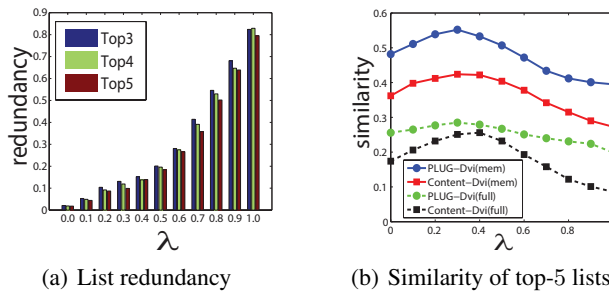 redundancy
0.9
0.8
0.7
0.6
0.5
0.4
0.3
0.2
0.1
0
Top3
Top4
Top5
0.0 0.1 0.2 0.3 0.4 0.5 0.6 0.7 0.8 0.9 1.0
λ
(a) List redundancy
similarity
0.6
0.5
0.4
0.3
0.2
0.1
0
PLUG-Dvi(mem)
Content-Dvi(mem)
PLUG-Dvi(full)
Content-Dvi(full)
0 0.2 0.4 0.6 0.8
λ
(b) Similarity of top-5 lists